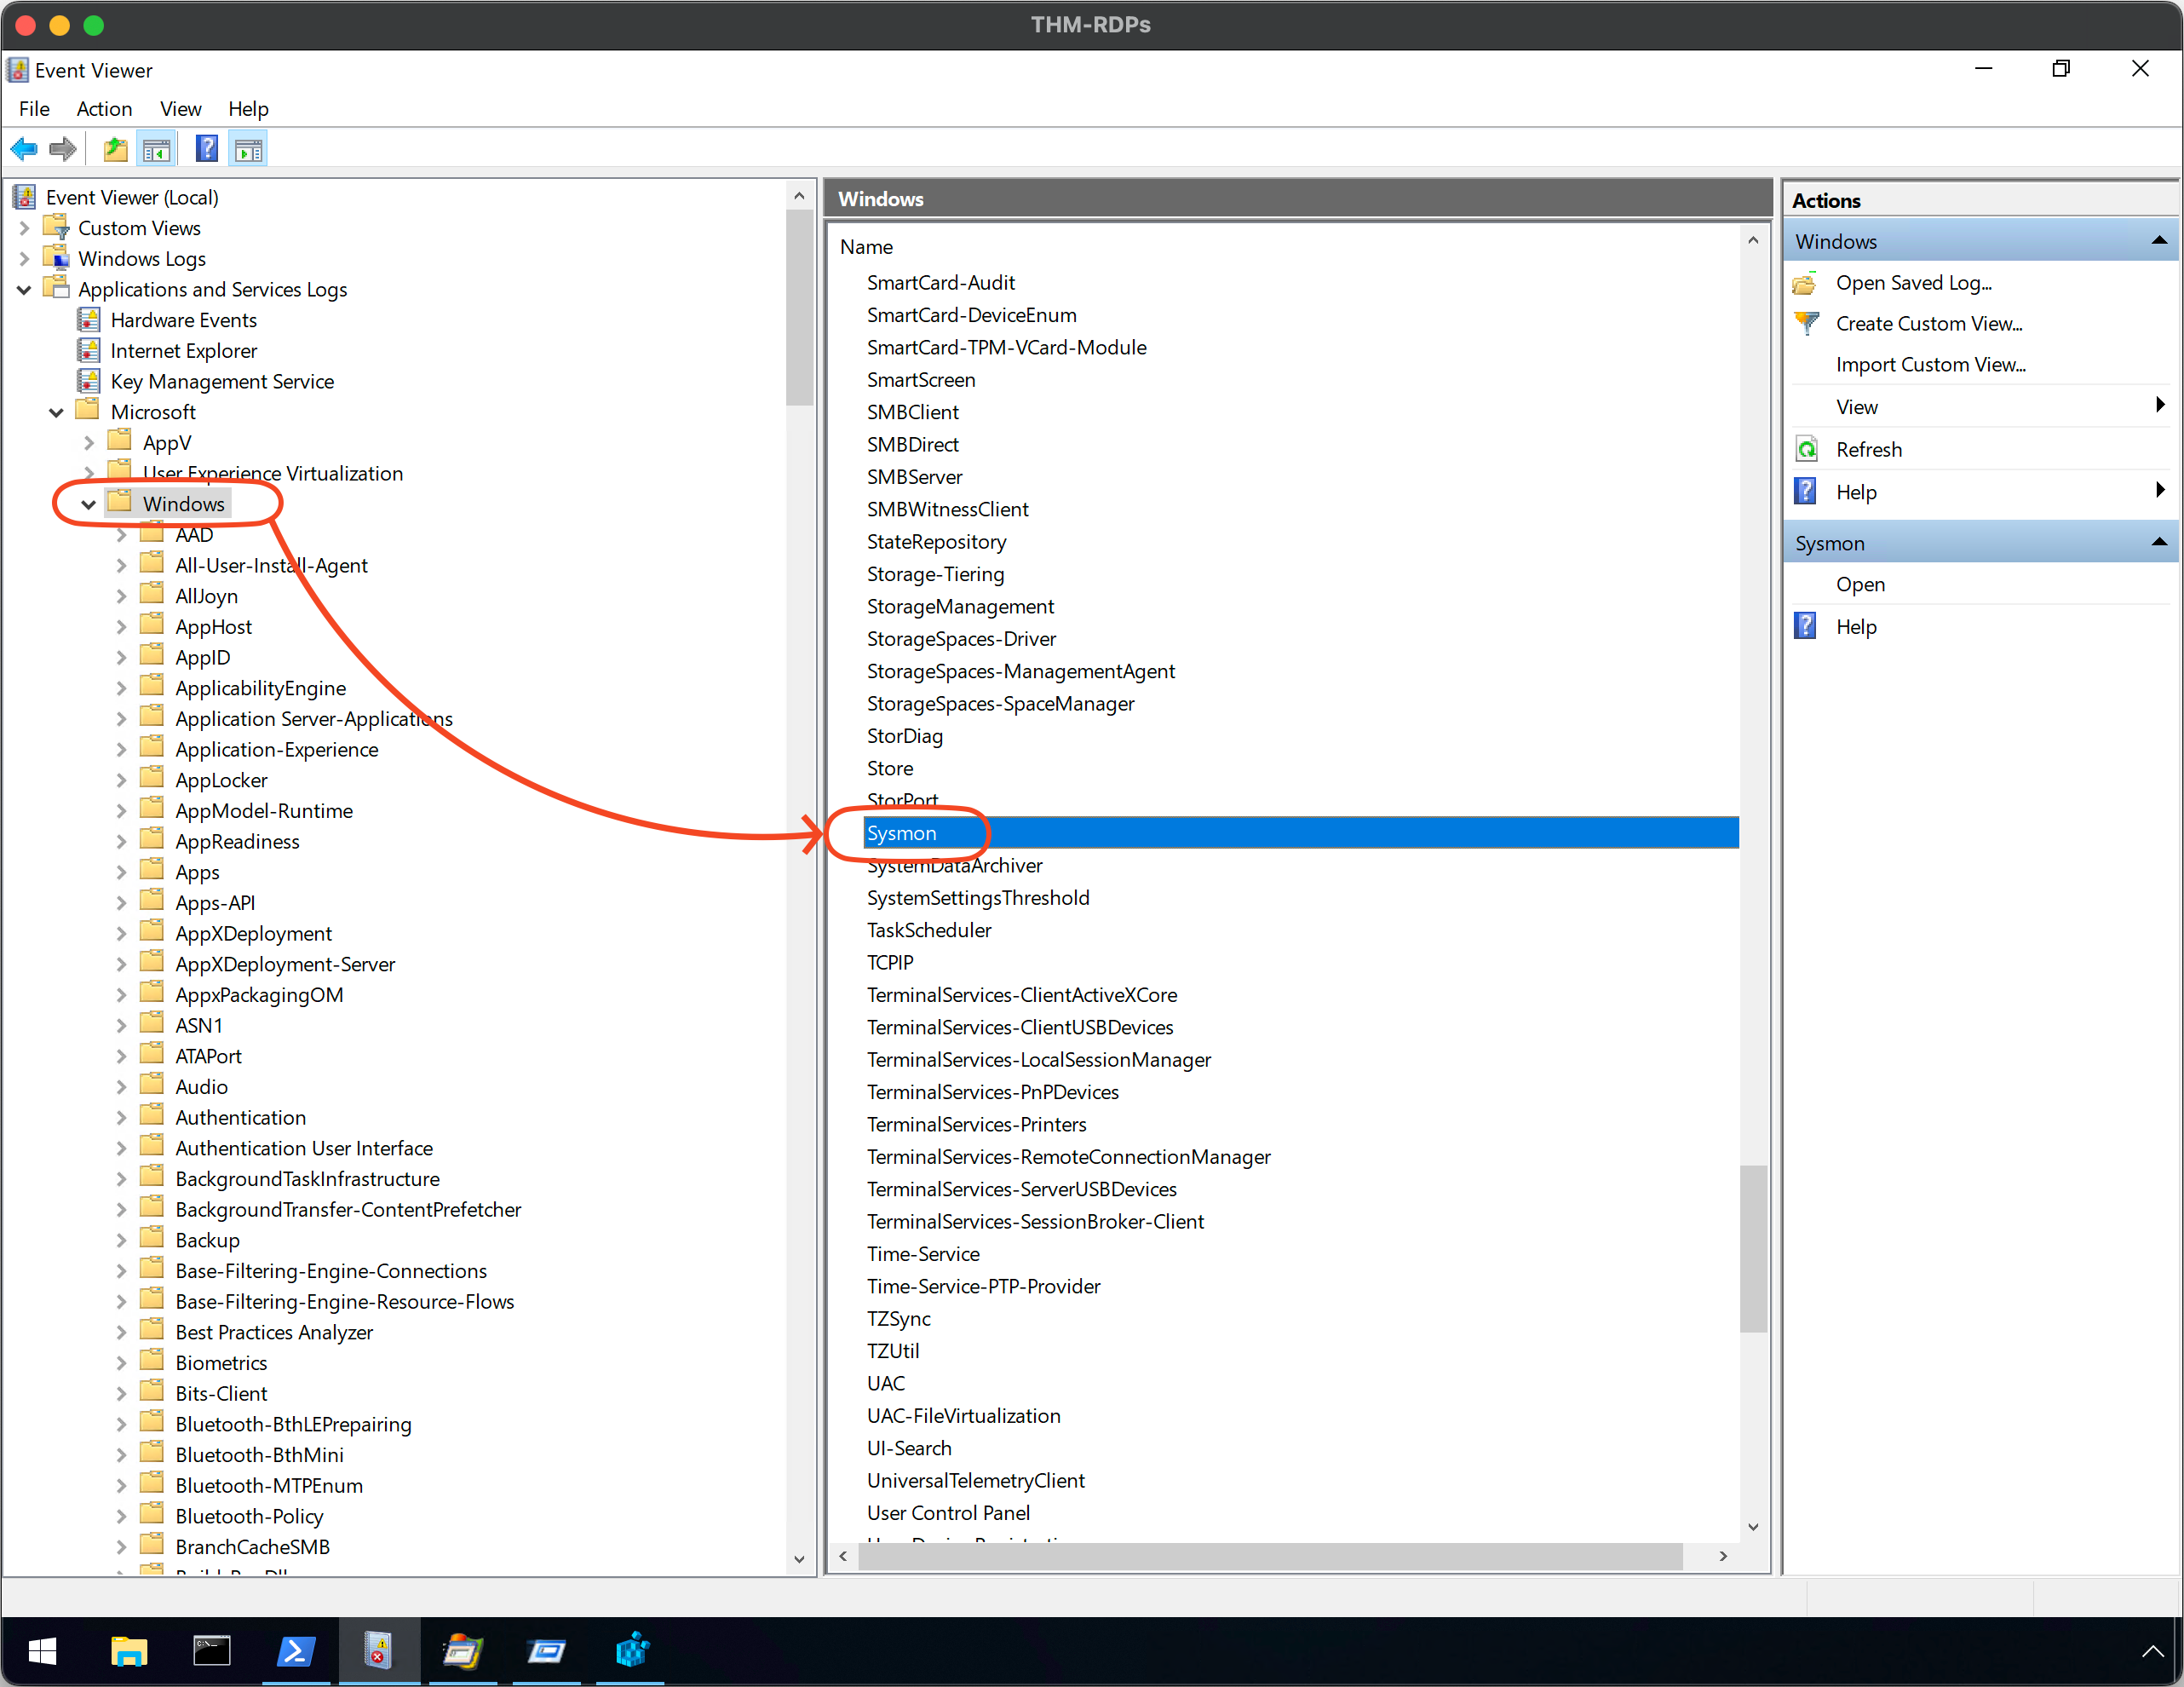 THM-RDPs
Event Viewer
File Action View Help
Event Viewer (Local)
Custom Views
Windows Logs
Applications and Services Logs
Hardware Events
Internet Explorer
Key Management Service
Microsoft
AppV
User Experience Virtualization
Windows
AAD
All-User-Install-Agent
AllJoyn
AppHost
AppID
ApplicabilityEngine
Application Server-Applications
Application-Experience
AppLocker
AppModel-Runtime
AppReadiness
Apps
Apps-API
AppXDeployment
AppXDeployment-Server
AppxPackagingOM
ASN1
ATAPort
Audio
Authentication
Authentication User Interface
BackgroundTaskInfrastructure
BackgroundTransfer-ContentPrefetcher
Backup
Base-Filtering-Engine-Connections
Base-Filtering-Engine-Resource-Flows
Best Practices Analyzer
Biometrics
Bits-Client
Bluetooth-BthLEPrepairing
Bluetooth-BthMini
Bluetooth-MTPEnum
Bluetooth-Policy
BranchCacheSMB
Windows
Name
SmartCard-Audit
SmartCard-DeviceEnum
SmartCard-TPM-VCard-Module
SmartScreen
SMBClient
SMBDirect
SMBServer
SMBWitnessClient
StateRepository
Storage-Tiering
StorageManagement
StorageSpaces-Driver
StorageSpaces-ManagementAgent
StorageSpaces-SpaceManager
StorDiag
Store
StorPort
Sysmon
SystemDataArchiver
SystemSettingsThreshold
TaskScheduler
TCPIP
TerminalServices-ClientActiveXCore
TerminalServices-ClientUSBDevices
TerminalServices-LocalSessionManager
TerminalServices-PnPDevices
TerminalServices-Printers
TerminalServices-RemoteConnectionManager
TerminalServices-ServerUSBDevices
TerminalServices-SessionBroker-Client
Time-Service
Time-Service-PTP-Provider
TZSync
TZUtil
UAC
UAC-FileVirtualization
UI-Search
UniversalTelemetryClient
User Control Panel
Actions
Windows
Open Saved Log...
Create Custom View...
Import Custom View...
View
Refresh
Help
Sysmon
Open
Help